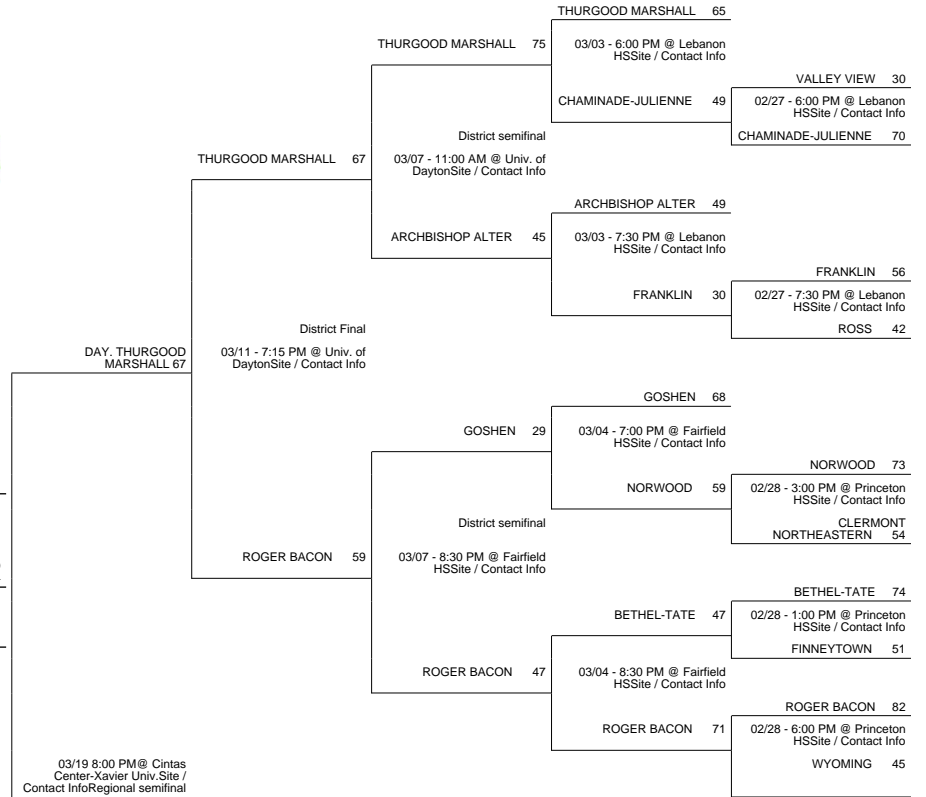 THURGOOD MARSHALL 65
THURGOOD MARSHALL 75
03/03 - 6:00 PM @ Lebanon
HSSite / Contact Info
VALLEY VIEW 30
CHAMINADE-JULIENNE 49
02/27 - 6:00 PM @ Lebanon
HSSite / Contact Info
District semifinal
CHAMINADE-JULIENNE 70
THURGOOD MARSHALL 67
03/07 - 11:00 AM @ Univ. of
DaytonSite / Contact Info
ARCHBISHOP ALTER 49
ARCHBISHOP ALTER 45
03/03 - 7:30 PM @ Lebanon
HSSite / Contact Info
FRANKLIN 56
FRANKLIN 30
02/27 - 7:30 PM @ Lebanon
HSSite / Contact Info
District Final
ROSS 42
DAY. THURGOOD
MARSHALL 67
03/11 - 7:15 PM @ Univ. of
DaytonSite / Contact Info
GOSHEN 68
GOSHEN 29
03/04 - 7:00 PM @ Fairfield
HSSite / Contact Info
NORWOOD 73
NORWOOD 59
02/28 - 3:00 PM @ Princeton
HSSite / Contact Info
District semifinal
CLERMONT
NORTHEASTERN 54
ROGER BACON 59
03/07 - 8:30 PM @ Fairfield
HSSite / Contact Info
BETHEL-TATE 74
BETHEL-TATE 47
02/28 - 1:00 PM @ Princeton
HSSite / Contact Info
FINNEYTOWN 51
ROGER BACON 47
03/04 - 8:30 PM @ Fairfield
HSSite / Contact Info
ROGER BACON 82
ROGER BACON 71
02/28 - 6:00 PM @ Princeton
HSSite / Contact Info
WYOMING 45
03/19 8:00 PM@ Cintas
Center-Xavier Univ.Site /
Contact InfoRegional semifinal